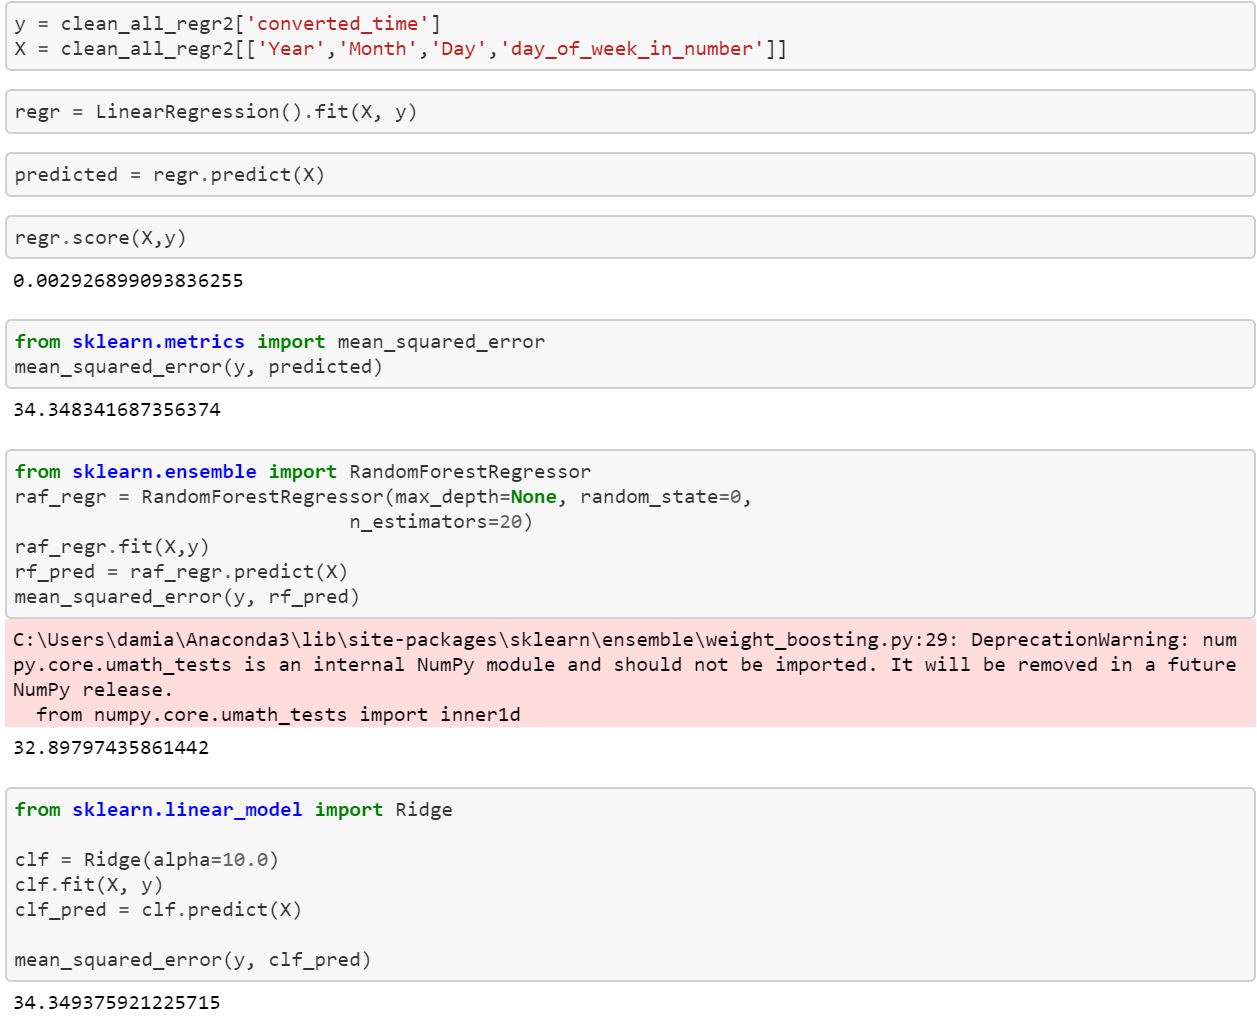 y = clean_all_regr2['converted_time']
X = clean_all_regr2[['Year','Month','Day','day_of_week_in_number']]
regr = LinearRegression().fit(X, y)
predicted = regr.predict(X)
regr.score(X,y)
0.002926899093836255
from sklearn.metrics import mean_squared_error
mean_squared_error(y, predicted)
34.348341687356374
from sklearn.ensemble import RandomForestRegressor
raf_regr = RandomForestRegressor(max_depth=None, random_state=0,
                             n_estimators=20)
raf_regr.fit(X,y)
rf_pred = raf_regr.predict(X)
mean_squared_error(y, rf_pred)
C:\Users\damia\Anaconda3\lib\site-packages\sklearn\ensemble\weight_boosting.py:29: DeprecationWarning: num
py.core.umath_tests is an internal NumPy module and should not be imported. It will be removed in a future
NumPy release.
  from numpy.core.umath_tests import inner1d
32.89797435861442
from sklearn.linear_model import Ridge
clf = Ridge(alpha=10.0)
clf.fit(X, y)
clf_pred = clf.predict(X)
mean_squared_error(y, clf_pred)
34.349375921225715